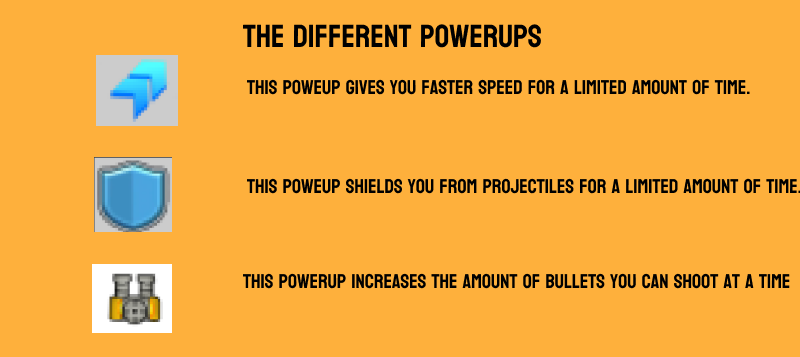 THE DIFFERENT POWERUPS
THIS POWEUP GIVES YOU FASTER SPEED FOR A LIMITED AMOUNT OF TIME.
THIS POWEUP SHIELDS YOU FROM PROJECTILES FOR A LIMITED AMOUNT OF TIME.
THIS POWERUP INCREASES THE AMOUNT OF BULLETS YOU CAN SHOOT AT A TIME